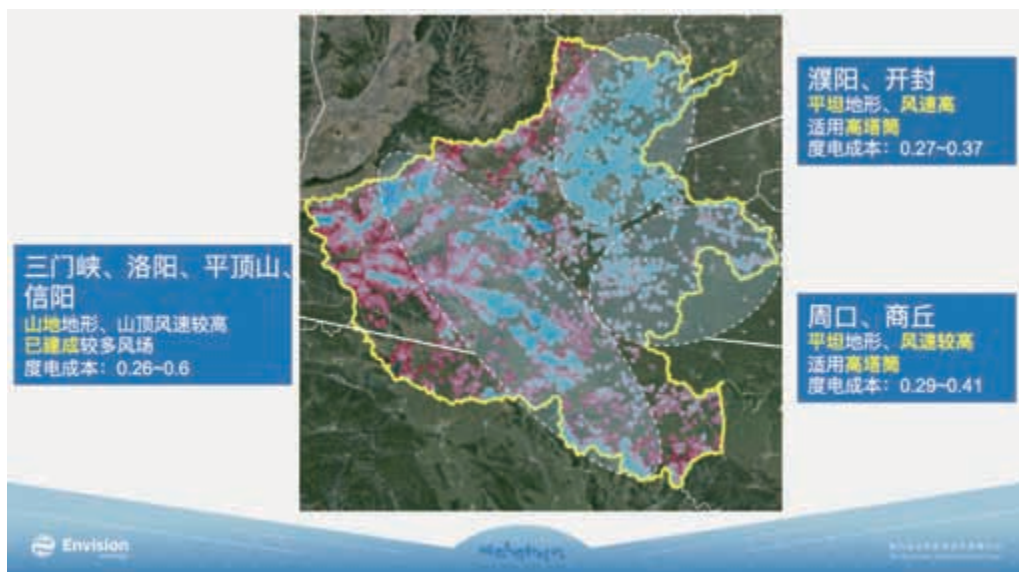 濮阳、开封
平坦地形、风速高
适用高塔筒
度电成本：0.27~0.37
三门峡、洛阳、平顶山、
信阳
山地地形、山顶风速较高
已建成较多风场
度电成本：0.26~0.6
周口、商丘
平坦地形、风速较高
适用高塔筒
度电成本：0.29~0.41
Envision